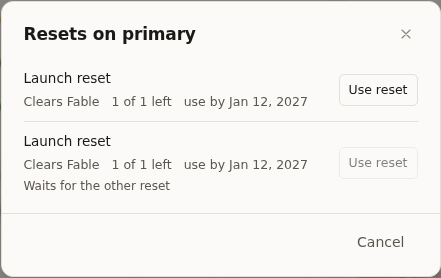 Resets on primary
Launch reset
Clears Fable 1 of 1 left use by Jan 12, 2027
Use reset
Launch reset
Clears Fable 1 of 1 left use by Jan 12, 2027
Waits for the other reset
Use reset
Cancel